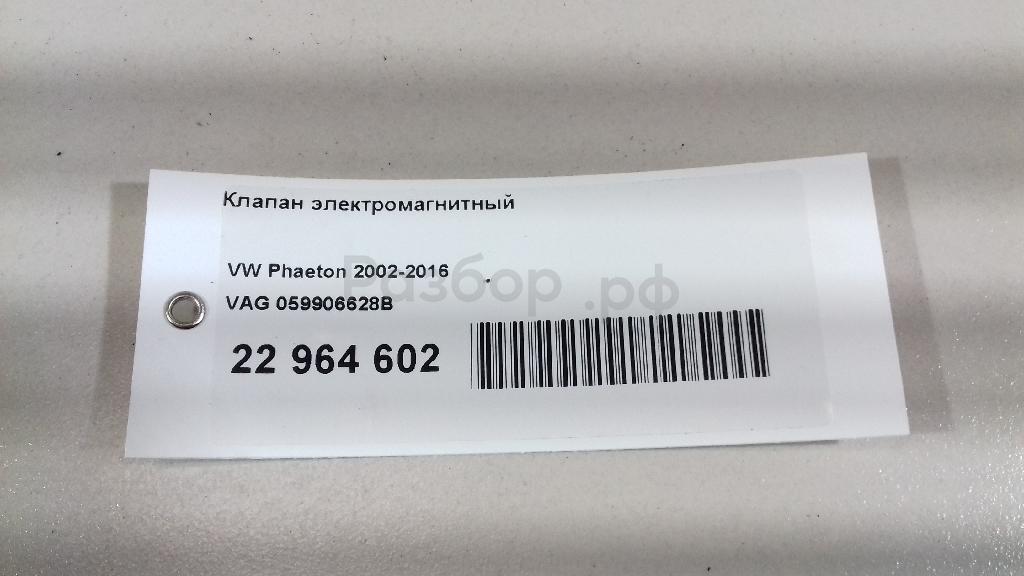 Клапан электромагнитный
VW Phaeton 2002-2016
Разбор.рф
VAG 059906628B
22 964 602